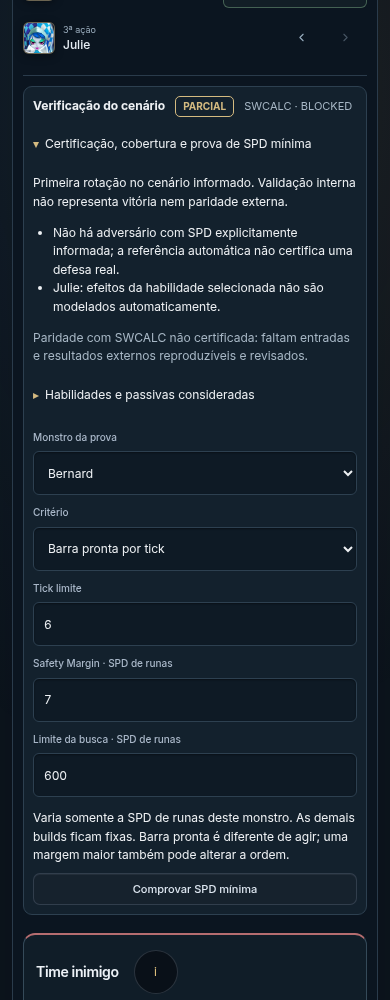 3ª ação
Julie
Verificação do cenário
PARCIAL
SWCALC · BLOCKED
▾ Certificação, cobertura e prova de SPD mínima
Primeira rotação no cenário informado. Validação interna
não representa vitória nem paridade externa.
• Não há adversário com SPD explicitamente
informada; a referência automática não certifica uma
defesa real.
• Julie: efeitos da habilidade selecionada não são
modelados automaticamente.
Paridade com SWCALC não certificada: faltam entradas
e resultados externos reproduzíveis e revisados.
▸ Habilidades e passivas consideradas
Monstro da prova
Bernard
Critério
Barra pronta por tick
Tick limite
6
Safety Margin · SPD de runas
7
Limite da busca · SPD de runas
600
Varia somente a SPD de runas deste monstro. As demais
builds ficam fixas. Barra pronta é diferente de agir; uma
margem maior também pode alterar a ordem.
Comprovar SPD mínima
Time inimigo
i